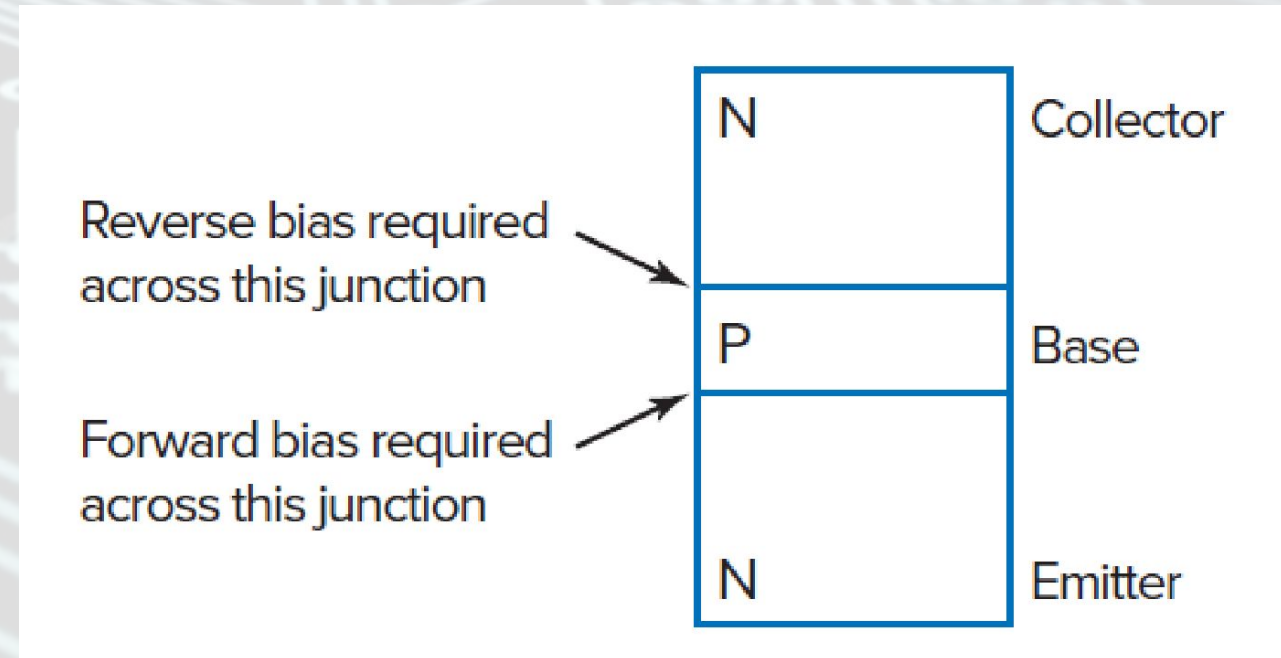 N
Collector
Reverse bias required
across this junction
P
Base
Forward bias required
across this junction
N
Emitter